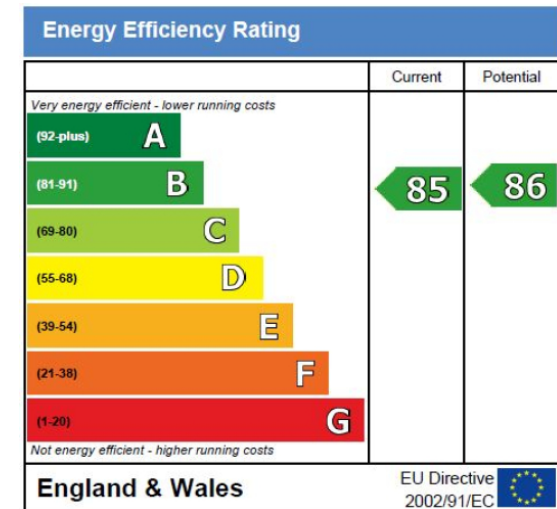 Energy Efficiency Rating
Current Potential
Very energy efficient - lower running costs
(92-plus) A
(81-91) B
85 86
(69-80) C
(55-68) D
(39-54) E
(21-38) F
(1-20) G
Not energy efficient - higher running costs
England & Wales
EU Directive
2002/91/EC